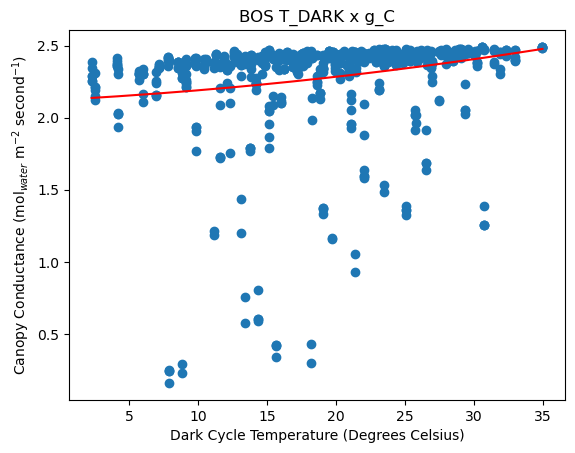 BOS T_DARK x g_C
Canopy Conductance (mol_water m^−2 second^−1)
2.5
2.0
1.5
1.0
0.5
5 10 15 20 25 30 35
Dark Cycle Temperature (Degrees Celsius)